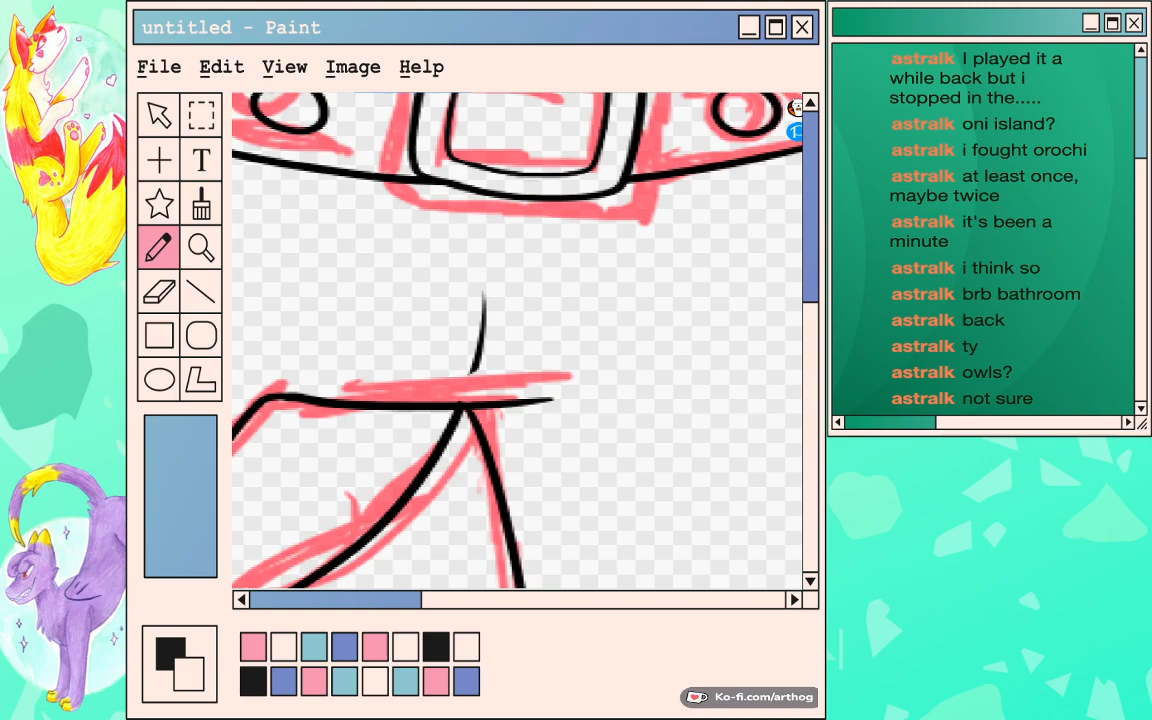 untitled - Paint
File Edit View Image Help
T
astralk I played it a
while back but i
stopped in the.....
astralk oni island?
astralk i fought orochi
astralk at least once,
maybe twice
astralk it's been a
minute
astralk i think so
astralk brb bathroom
astralk back
astralk ty
astralk owls?
astralk not sure
Ko-fi.com/arthog